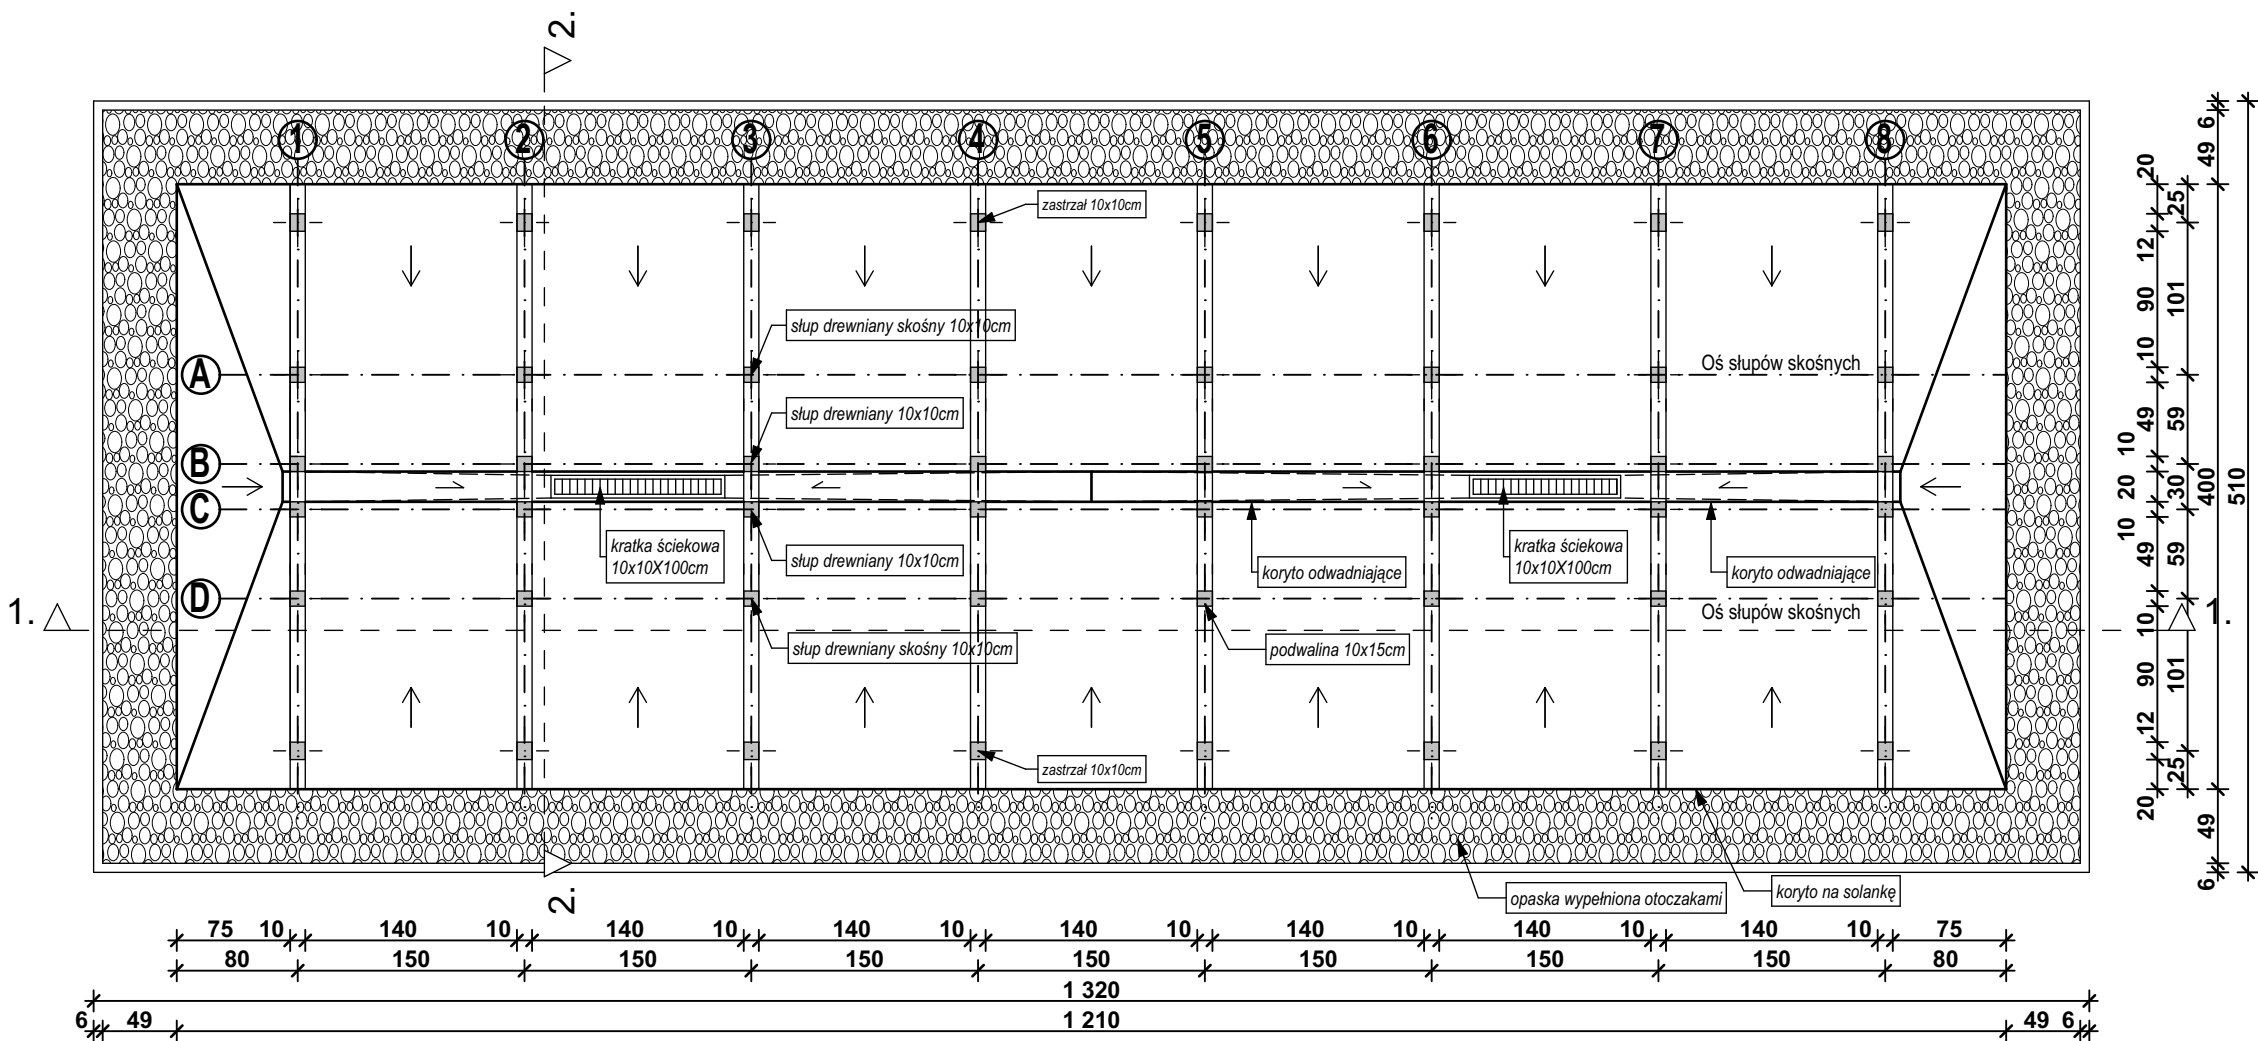 2.
1 2 3 4 5 6 7 8
zastrzał 10x10cm
słup drewniany skośny 10x10cm
Oś słupów skośnych
A
słup drewniany 10x10cm
B
C
kratka ściekowa
10x10X100cm
słup drewniany 10x10cm
koryto odwadniające
kratka ściekowa
10x10X100cm
koryto odwadniające
D
Oś słupów skośnych
1.
1.
słup drewniany skośny 10x10cm
podwalina 10x15cm
zastrzał 10x10cm
2.
opaska wypełniona otoczakami
koryto na solankę
75 10 140 10 140 10 140 10 140 10 140 10 140 10 140 10 75
80 150 150 150 150 150 150 150 80
1 320
6 49 1 210 49 6
20 12 90 10 49 10 20 10 49 10 90 12 20
25 101 59 30 59 101 25
6 49 400 49 6
510